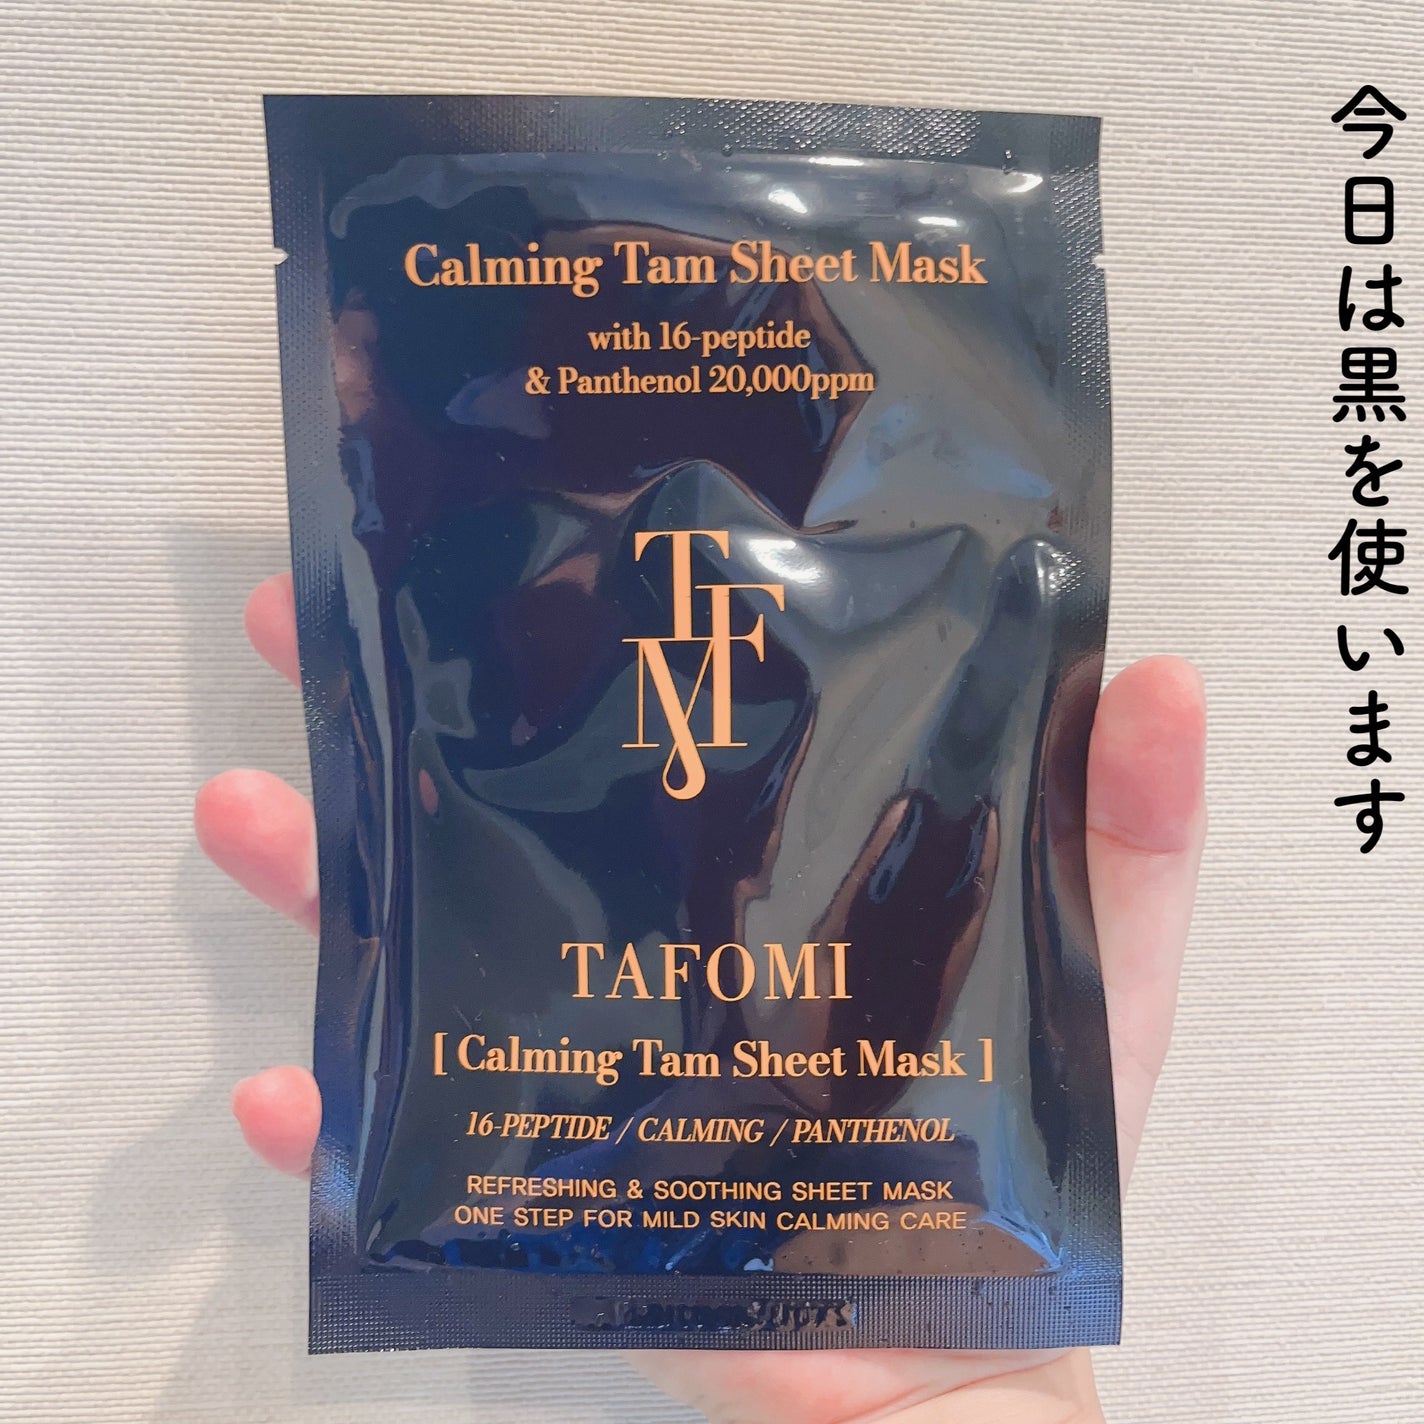 今日は黒を使います
Calming Tam Sheet Mask
with 16-peptide
& Panthenol 20,000ppm
TFM
TAFOMI
[ Calming Tam Sheet Mask ]
16-PEPTIDE / CALMING / PANTHENOL
REFRESHING & SOOTHING SHEET MASK
ONE STEP FOR MILD SKIN CALMING CARE